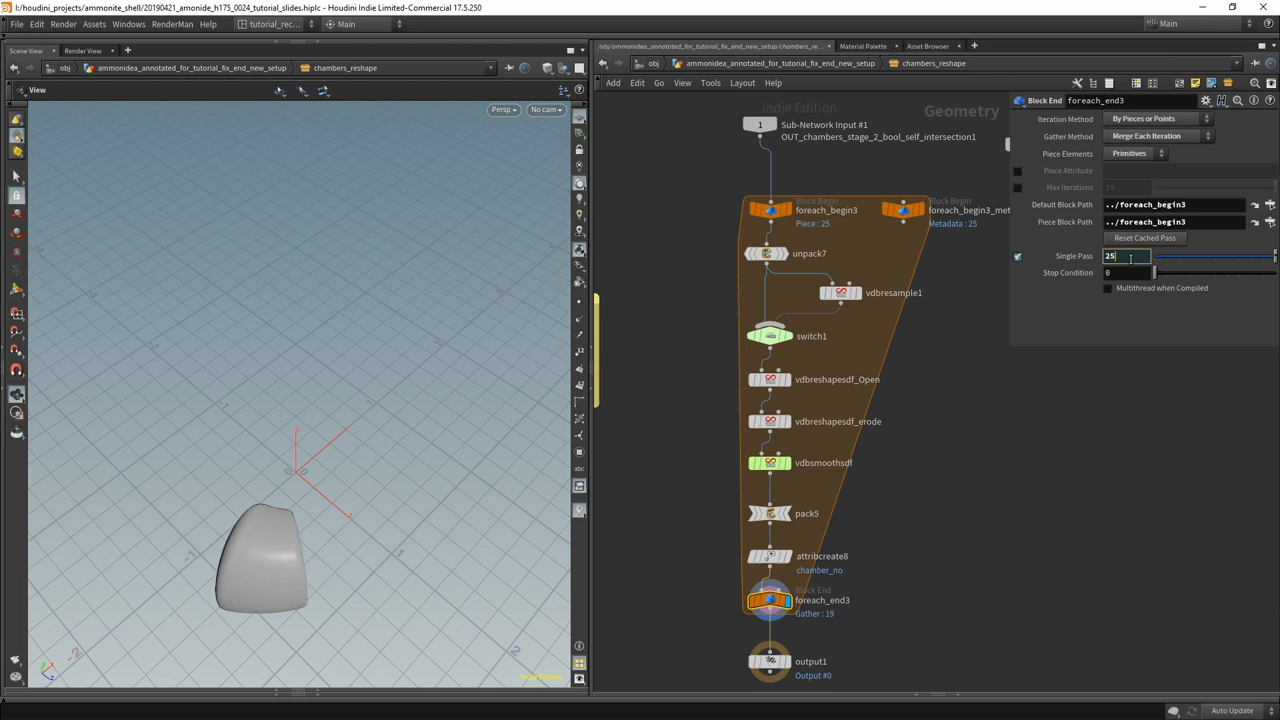 I:/houdini_projects/ammonite_shell/20190421_amonide_h175_0024_tutorial_slides.hiplc - Houdini Indie Limited-Commercial 17.5.250
File Edit Render Assets Windows RenderMan Help tutorial_rec... Main Main
Scene View Render View
obj ammonidea_annotated_for_tutorial_fix_end_new_setup chambers_reshape
View
Persp No cam
Indie Edition
/obj/ammonidea_annotated_for_tutorial_fix_end_new_setup/chambers_re... Material Palette Asset Browser
obj ammonidea_annotated_for_tutorial_fix_end_new_setup chambers_reshape
Add Edit Go View Tools Layout Help
Indie Edition Geometry
1 Sub-Network Input #1
OUT_chambers_stage_2_bool_self_intersection1
Block Begin
foreach_begin3
Piece : 25
Block Begin
foreach_begin3_met
Metadata : 25
unpack7
vdbresample1
switch1
vdbreshapesdf_Open
vdbreshapesdf_erode
vdbsmoothsdf
pack5
attribcreate8
chamber_no
Block End
foreach_end3
Gather : 19
output1
Output #0
Block End foreach_end3
Iteration Method By Pieces or Points
Gather Method Merge Each Iteration
Piece Elements Primitives
Piece Attribute
Max Iterations 10
Default Block Path ../foreach_begin3
Piece Block Path ../foreach_begin3
Reset Cached Pass
Single Pass 25
Stop Condition 0
Multithread when Compiled
Auto Update